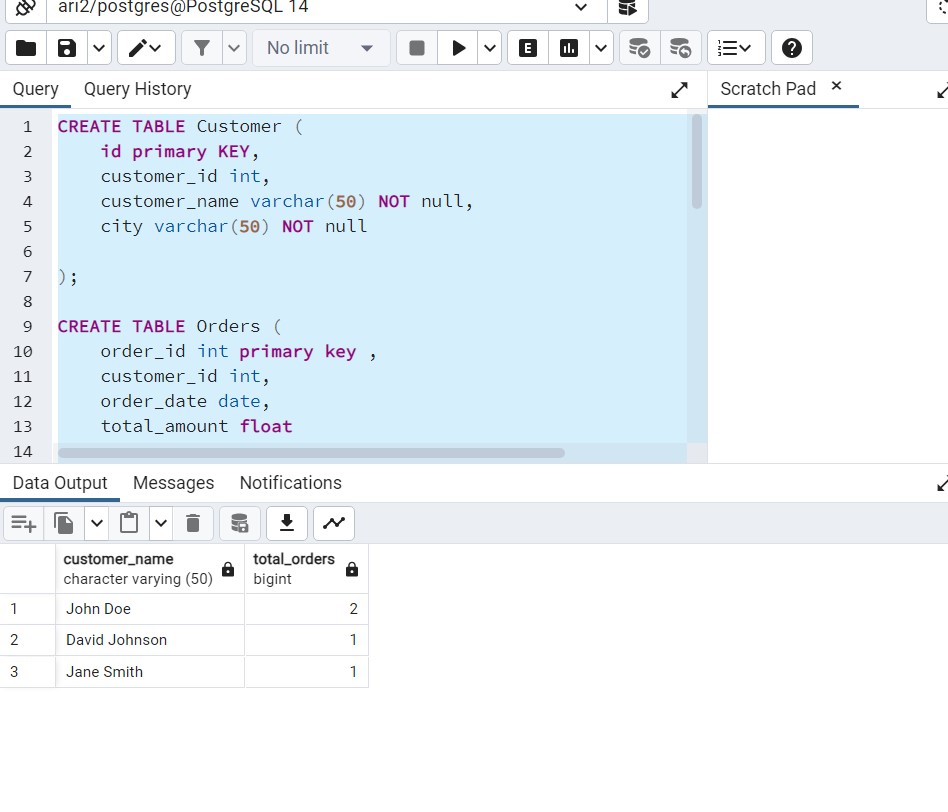 ari2/postgres@PostgreSQL 14
No limit
E
Query Query History
Scratch Pad
1 CREATE TABLE Customer (
2 id primary KEY,
3 customer_id int,
4 customer_name varchar(50) NOT null,
5 city varchar(50) NOT null
6
7 );
8
9 CREATE TABLE Orders (
10 order_id int primary key ,
11 customer_id int,
12 order_date date,
13 total_amount float
14
Data Output Messages Notifications
customer_name total_orders
character varying (50) bigint
1 John Doe 2
2 David Johnson 1
3 Jane Smith 1